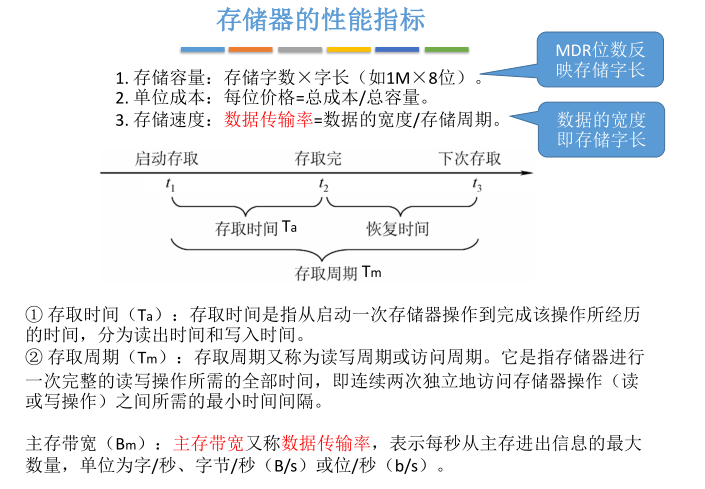 存储器的性能指标
1. 存储容量：存储字数×字长（如1M×8位）。
MDR位数反
映存储字长
2. 单位成本：每位价格=总成本/总容量。
3. 存储速度：数据传输率=数据的宽度/存储周期。
数据的宽度
即存储字长
启动存取 存取完 下次存取
t1 t2 t3
存取时间 Ta 恢复时间
存取周期 Tm
① 存取时间（Ta）：存取时间是指从启动一次存储器操作到完成该操作所经历
的时间，分为读出时间和写入时间。
② 存取周期（Tm）：存取周期又称为读写周期或访问周期。它是指存储器进行
一次完整的读写操作所需的全部时间，即连续两次独立地访问存储器操作（读
或写操作）之间所需的最小时间间隔。
主存带宽（Bm）：主存带宽又称数据传输率，表示每秒从主存进出信息的最大
数量，单位为字/秒、字节/秒（B/s）或位/秒（b/s）。